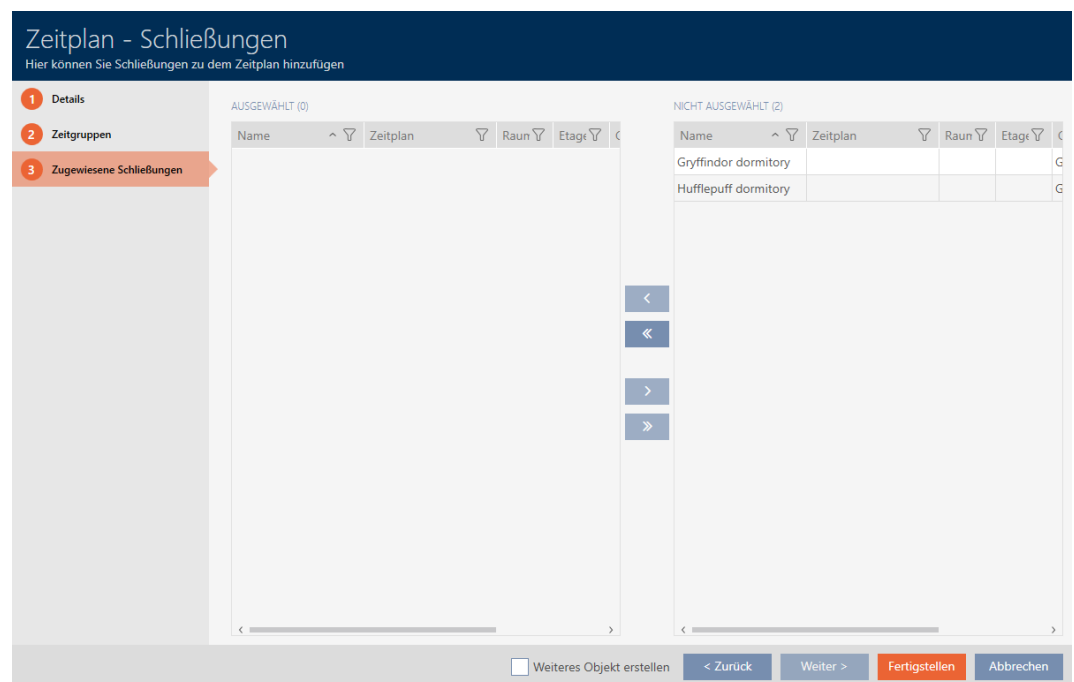 Zeitplan - Schließungen
Hier können Sie Schließungen zu dem Zeitplan hinzufügen
1 Details
2 Zeitgruppen
3 Zugewiesene Schließungen
AUSGEWÄHLT (0)
Name Zeitplan Raum Etage
NICHT AUSGEWÄHLT (2)
Name Zeitplan Raum Etage
Gryffindor dormitory G
Hufflepuff dormitory G
Weiteres Objekt erstellen
< Zurück
Weiter >
Fertigstellen
Abbrechen